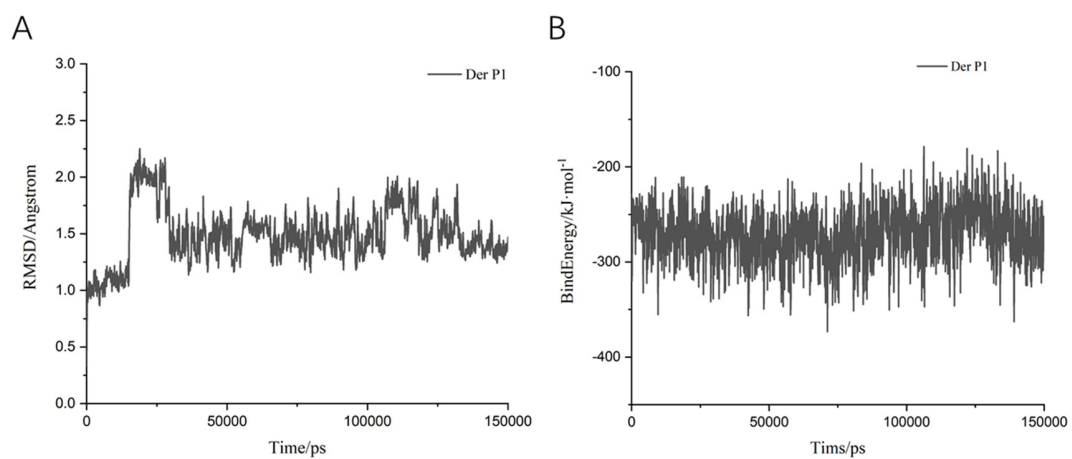 A
3.0
2.5
2.0
1.5
1.0
0.5
0.0
RMSD/Angstrom
Der P1
0
50000
100000
150000
Time/ps
B
-100
-200
-300
-400
BindEnergy/kJ·mol⁻¹
Der P1
0
50000
100000
150000
Tims/ps